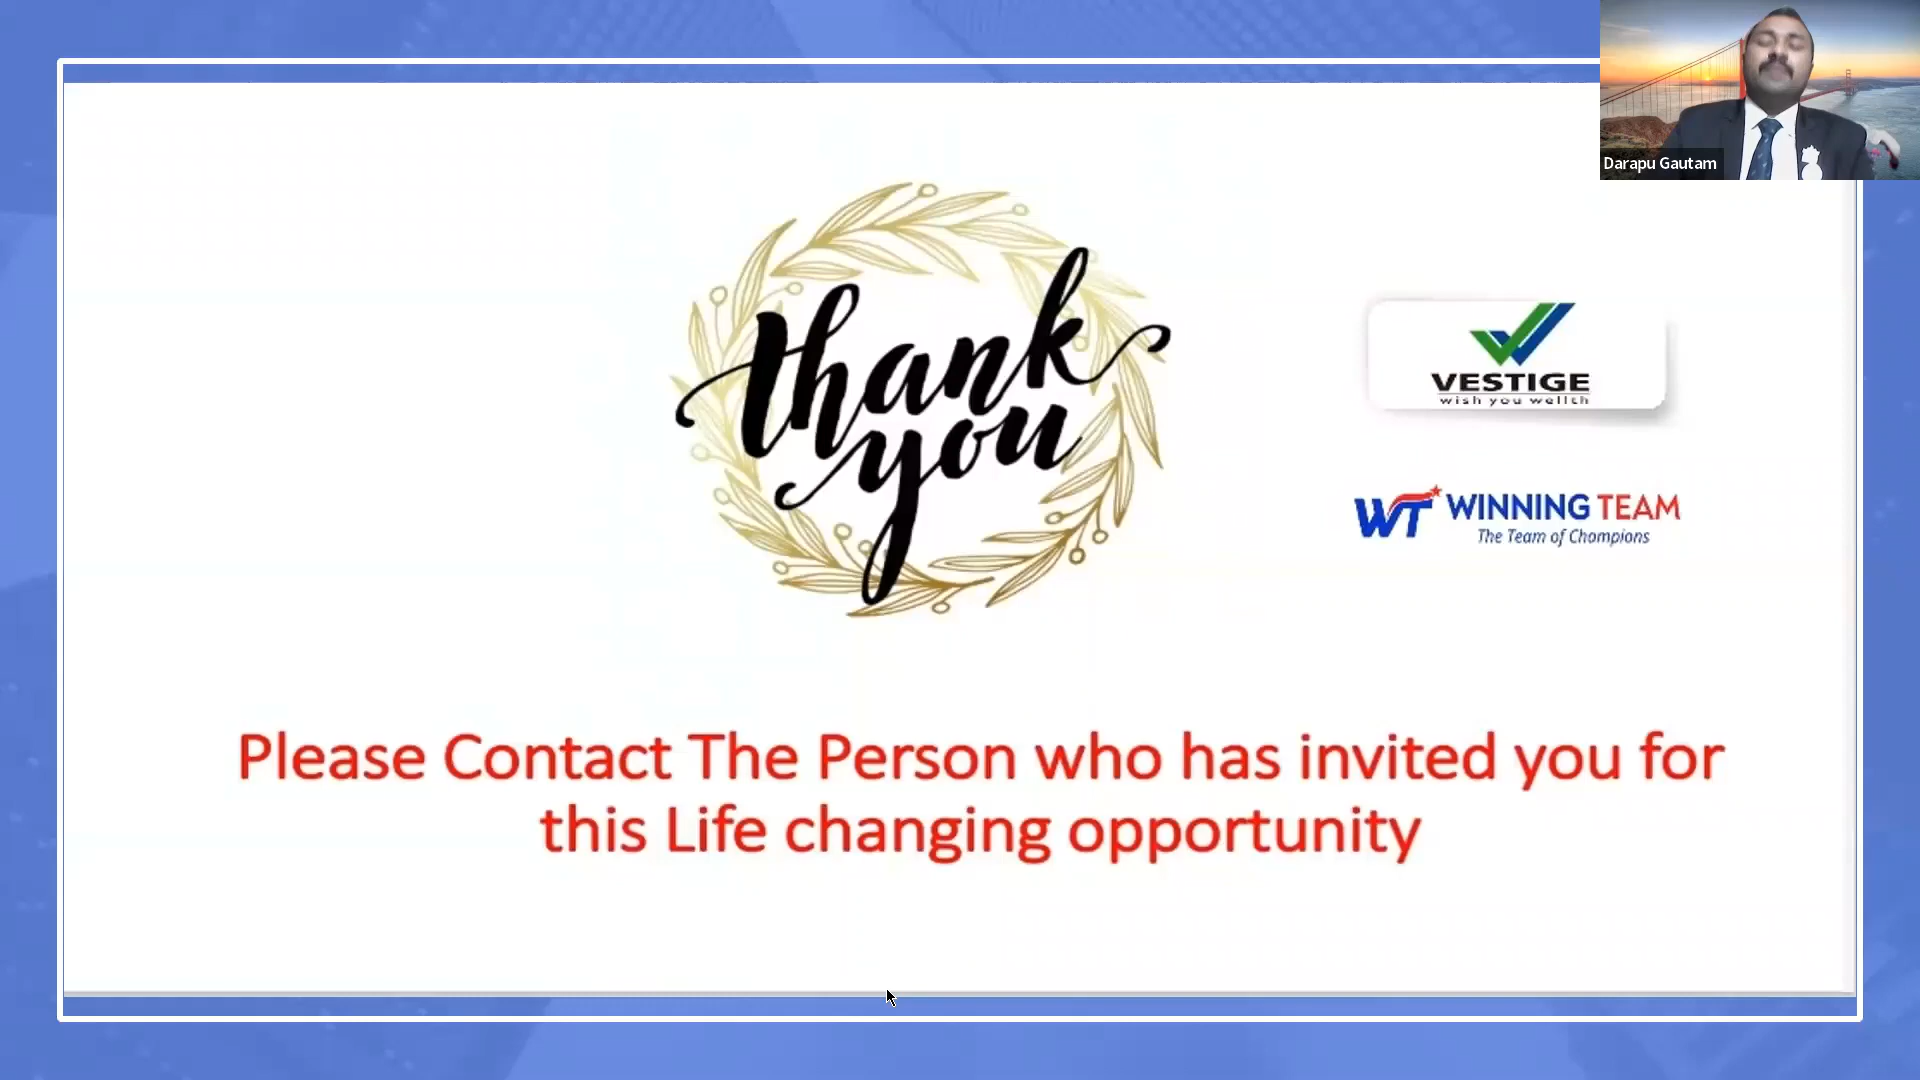 Darapu Gautam
thank
you
VESTIGE
wish you wellth
WT WINNING TEAM
The Team of Chompions
Please Contact The Person who has invited you for
this Life changing opportunity